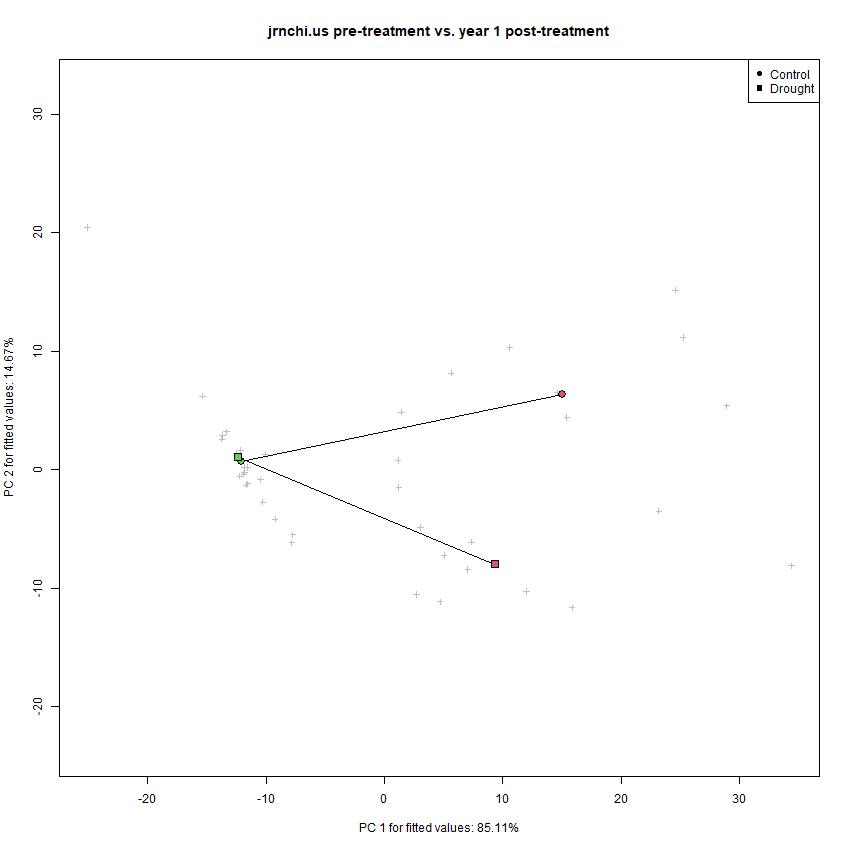 jrnchi.us pre-treatment vs. year 1 post-treatment
Control
Drought
30
20
10
0
-10
-20
PC 2 for fitted values: 14.67%
-20
-10
0
10
20
30
PC 1 for fitted values: 85.11%